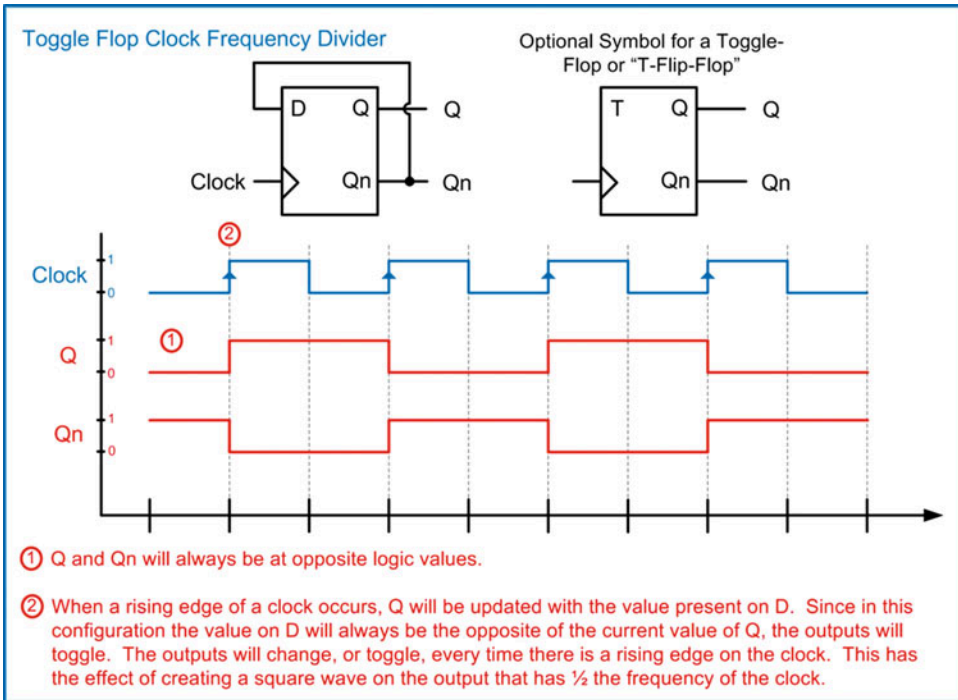 Toggle Flop Clock Frequency Divider
Optional Symbol for a Toggle-
Flop or “T-Flip-Flop”
D Q Q
Clock Qn Qn
T Q Q
Qn Qn
2
Clock 1
0
1
Q 1
0
Qn 1
0
1 Q and Qn will always be at opposite logic values.
2 When a rising edge of a clock occurs, Q will be updated with the value present on D. Since in this
configuration the value on D will always be the opposite of the current value of Q, the outputs will
toggle. The outputs will change, or toggle, every time there is a rising edge on the clock. This has
the effect of creating a square wave on the output that has ½ the frequency of the clock.